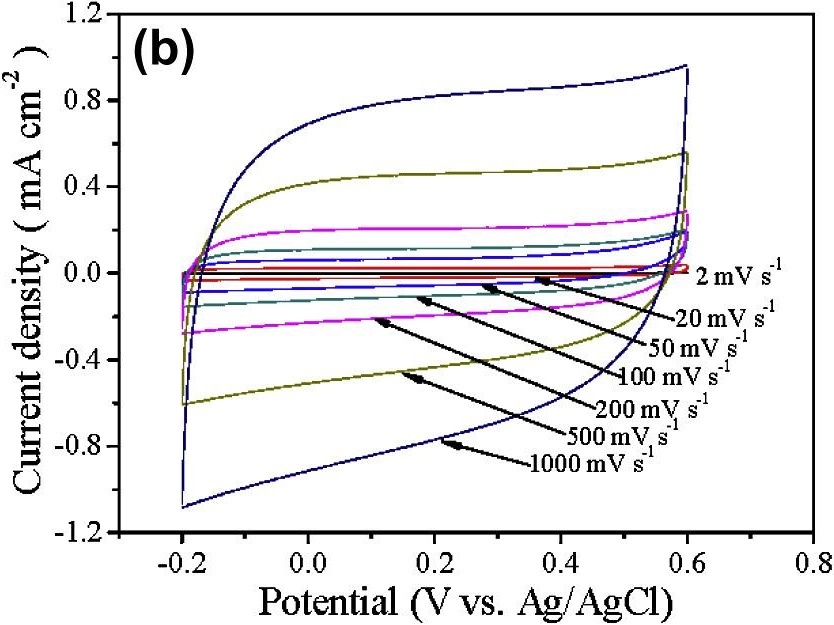 (b)
Current density ( mA cm-2 )
1.2
0.8
0.4
0.0
-0.4
-0.8
-1.2
2 mV s-1
20 mV s-1
50 mV s-1
100 mV s-1
200 mV s-1
500 mV s-1
1000 mV s-1
-0.2 0.0 0.2 0.4 0.6 0.8
Potential (V vs. Ag/AgCl)